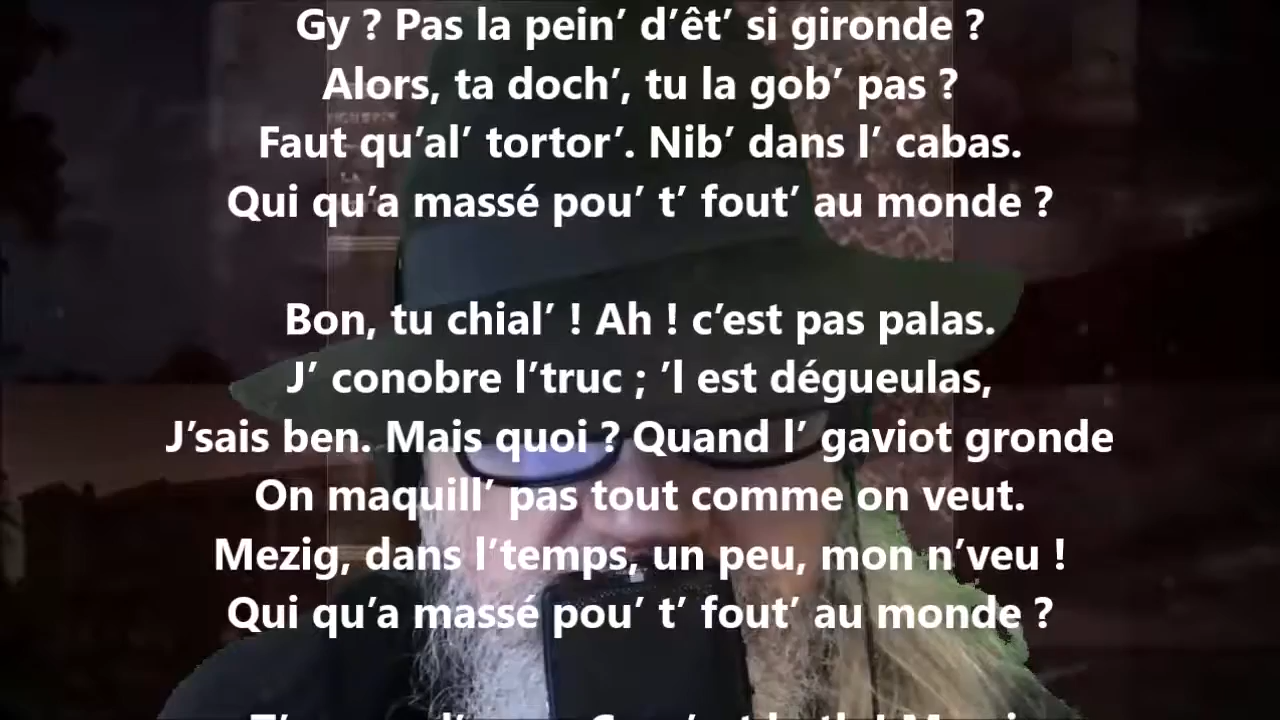 Gy ? Pas la pein’ d’êt’ si gironde ?
Alors, ta doch’, tu la gob’ pas ?
Faut qu’al’ tortor’. Nib’ dans l’ cabas.
Qui qu’a massé pou’ t’ fout’ au monde ?
Bon, tu chial’ ! Ah ! c’est pas palas.
J’ conobre l’truc ; ’l est dégueulas,
J’sais ben. Mais quoi ? Quand l’ gaviot gronde
On maquill’ pas tout comme on veut.
Mezig, dans l’temps, un peu, mon n’veu !
Qui qu’a massé pou’ t’ fout’ au monde ?